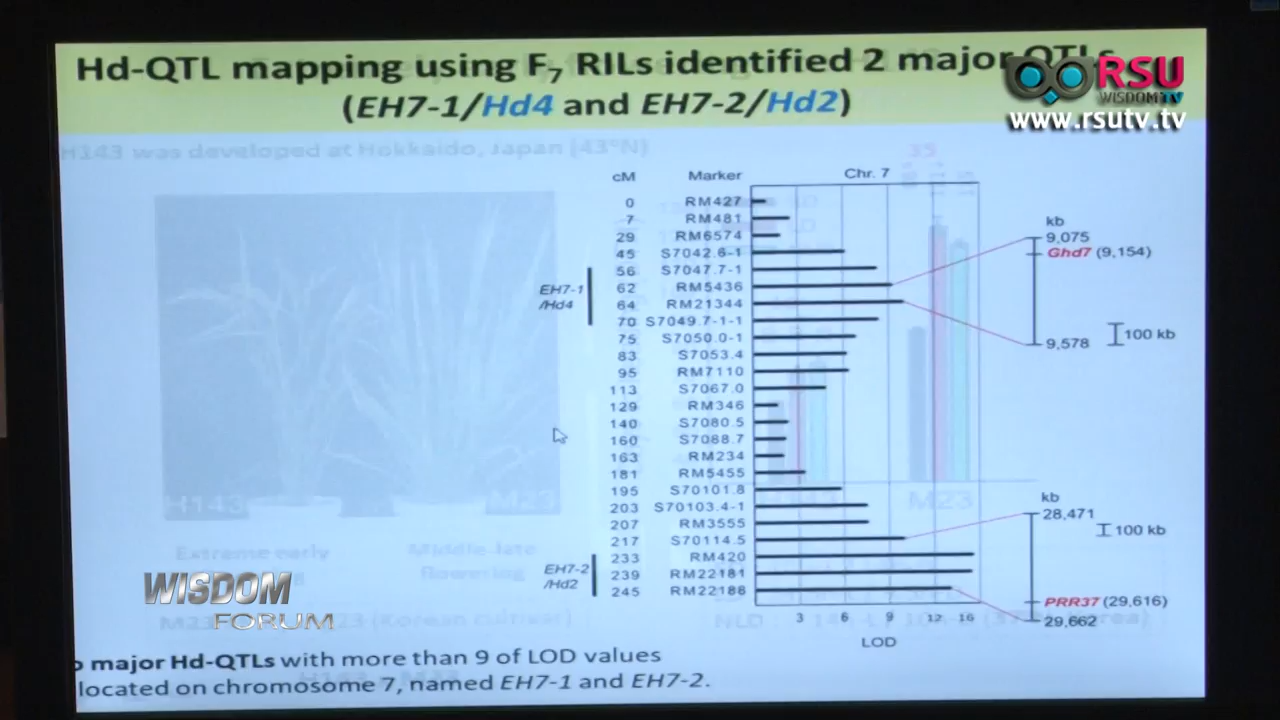 Hd-QTL mapping using F7 RILs identified 2 major QTLs
(EH7-1/Hd4 and EH7-2/Hd2)
RSU
WISDOM TV
www.rsutv.tv
H143 was developed at Hokkaido, Japan (43°N)
35
cM Marker Chr. 7
0 RM427
7 RM481
29 RM6574
45 S7042.6-1
56 S7047.7-1
62 RM5436
64 RM21344
70 S7049.7-1-1
75 S7050.0-1
83 S7053.4
95 RM7110
113 S7067.0
129 RM346
140 S7080.5
160 S7088.7
163 RM234
181 RM5455
195 S70101.8
203 S70103.4-1
207 RM3555
217 S70114.5
233 RM420
239 RM22181
245 RM22188
EH7-1
/Hd4
EH7-2
/Hd2
3 6 9 12 16
LOD
kb
9,075
Ghd7 (9,154)
9,578
100 kb
kb
28,471
100 kb
PRR37 (29,616)
29,662
H143
M23
M23
Extreme early
Middle-late
flowering
WISDOM
FORUM
(Korean cultivar)
major Hd-QTLs with more than 9 of LOD values
located on chromosome 7, named EH7-1 and EH7-2.